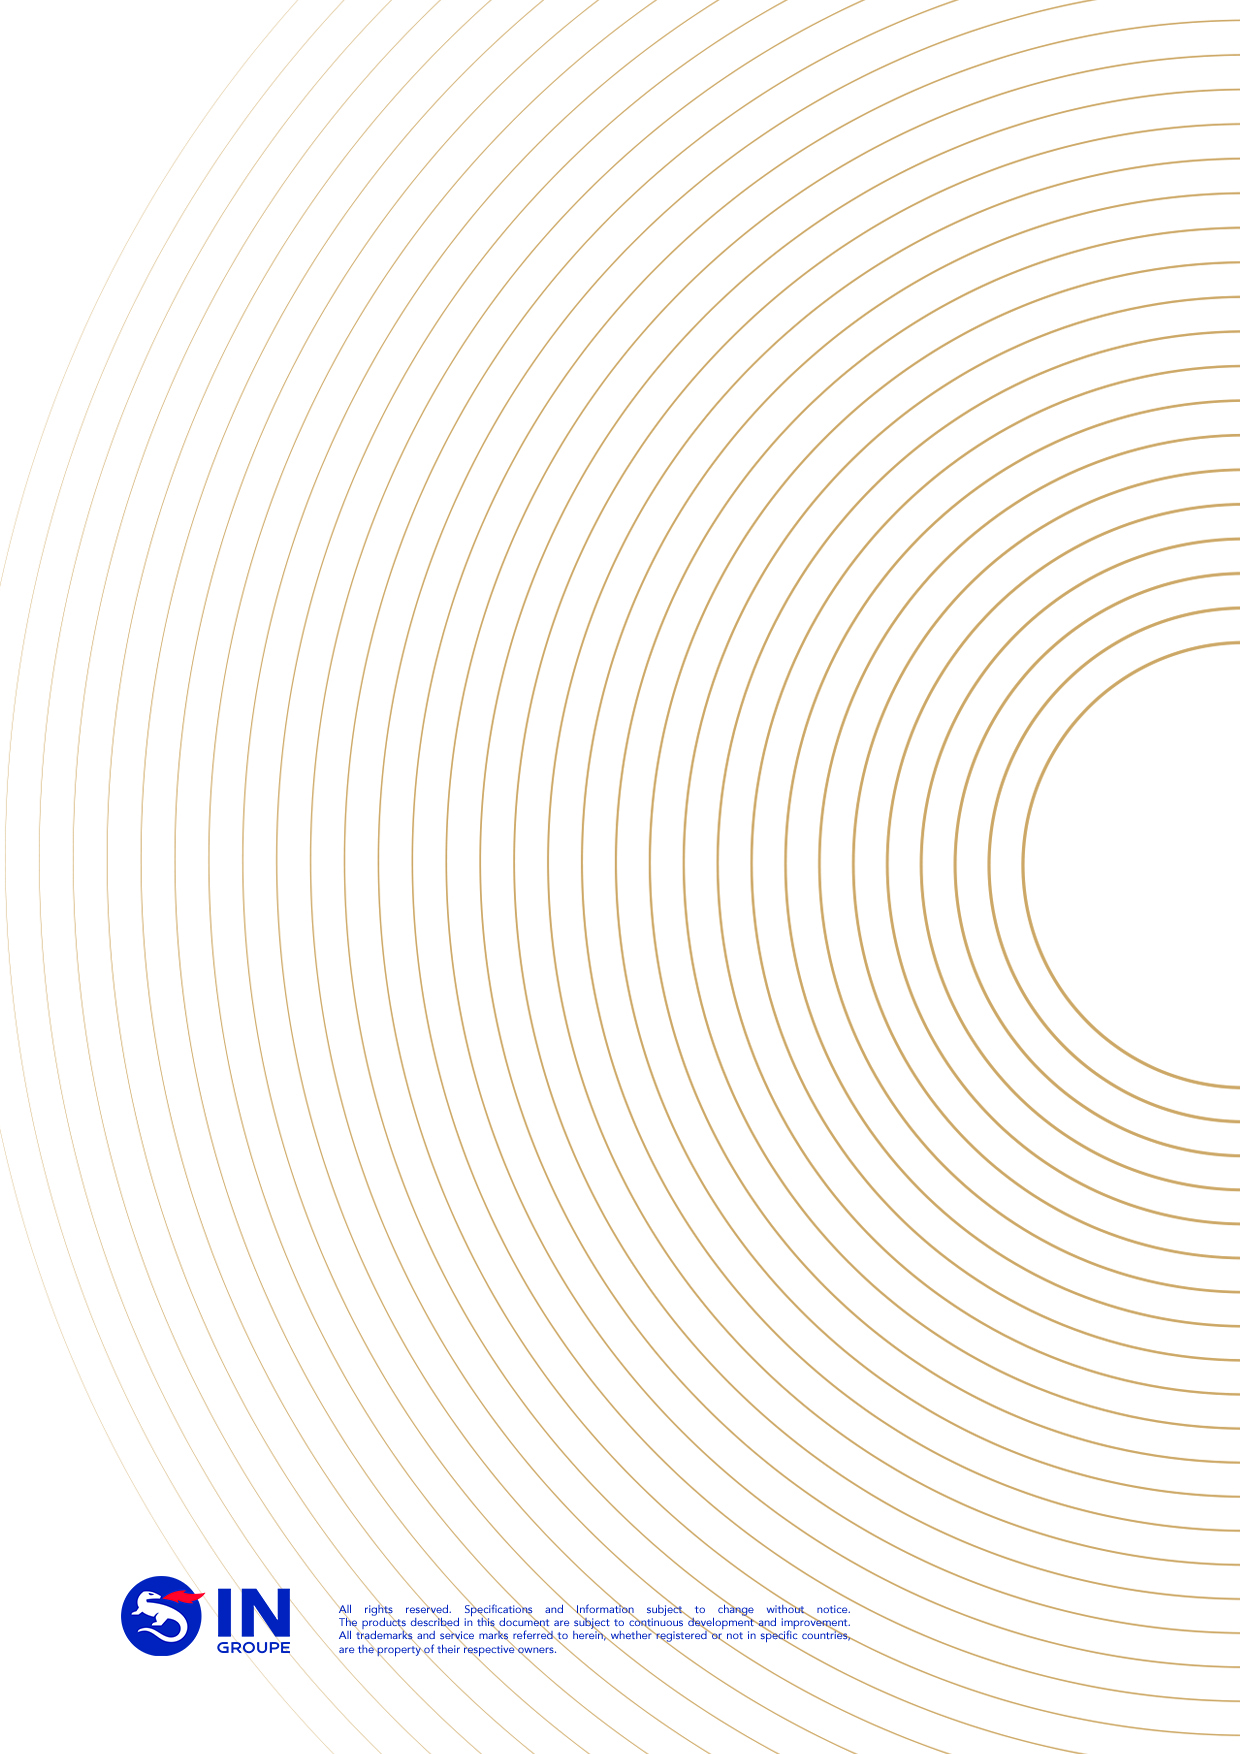 IN
GROUPE
All rights reserved. Specifications and Information subject to change without notice.
The products described in this document are subject to continuous development and improvement.
All trademarks and service marks referred to herein, whether registered or not in specific countries,
are the property of their respective owners.